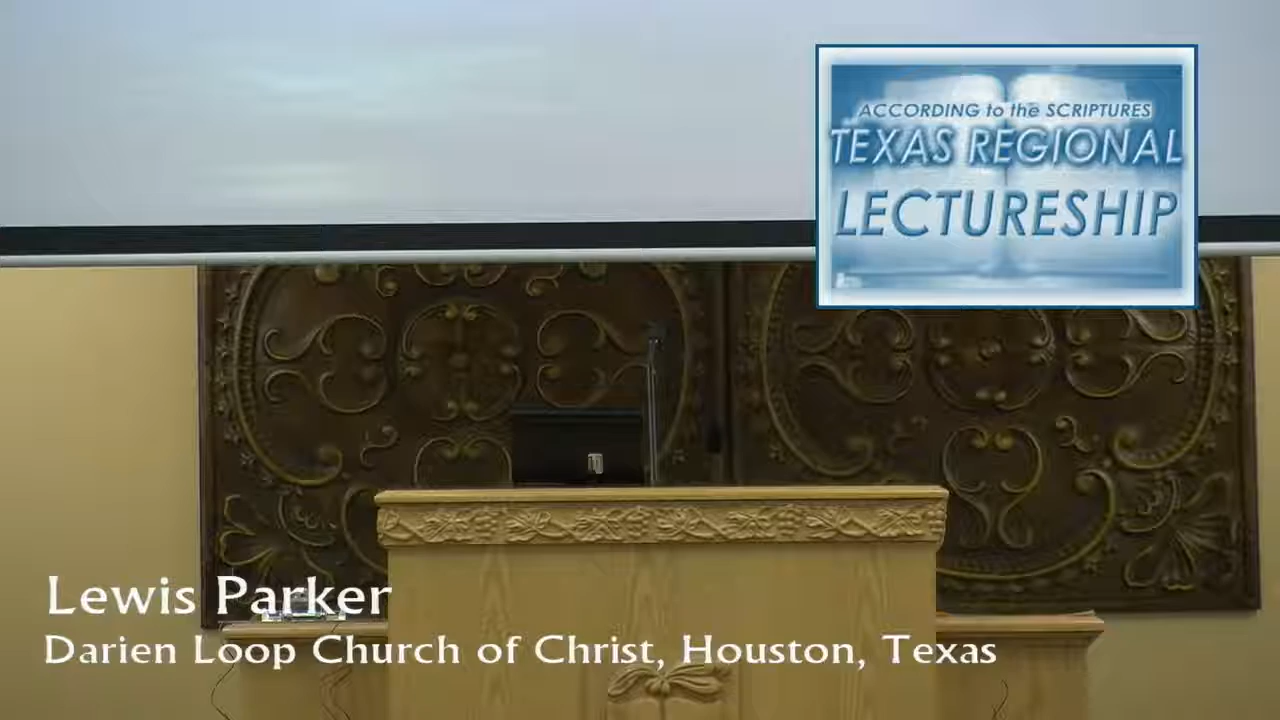 ACCORDING to the SCRIPTURES
TEXAS REGIONAL
LECTURESHIP
Lewis Parker
Darien Loop Church of Christ, Houston, Texas